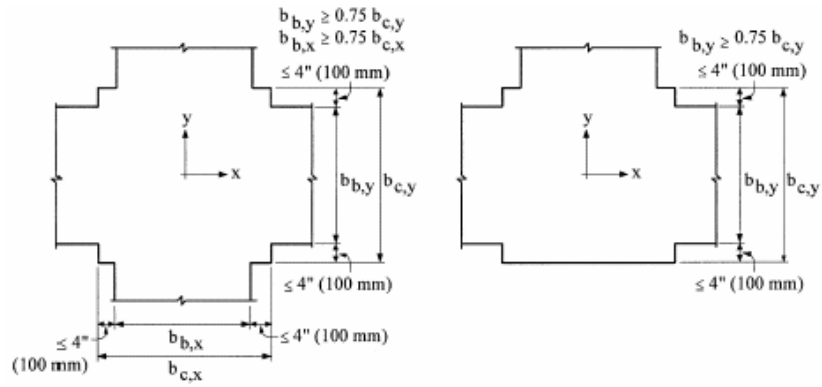 b b,y ≥ 0.75 b c,y
b b,x ≥ 0.75 b c,x
≤ 4" (100 mm)
y
x
b b,y
b c,y
≤ 4" (100 mm)
≤ 4" (100 mm)
b b,x
≤ 4" (100 mm)
b c,x
b b,y ≥ 0.75 b c,y
≤ 4" (100 mm)
y
x
b b,y
b c,y
≤ 4" (100 mm)